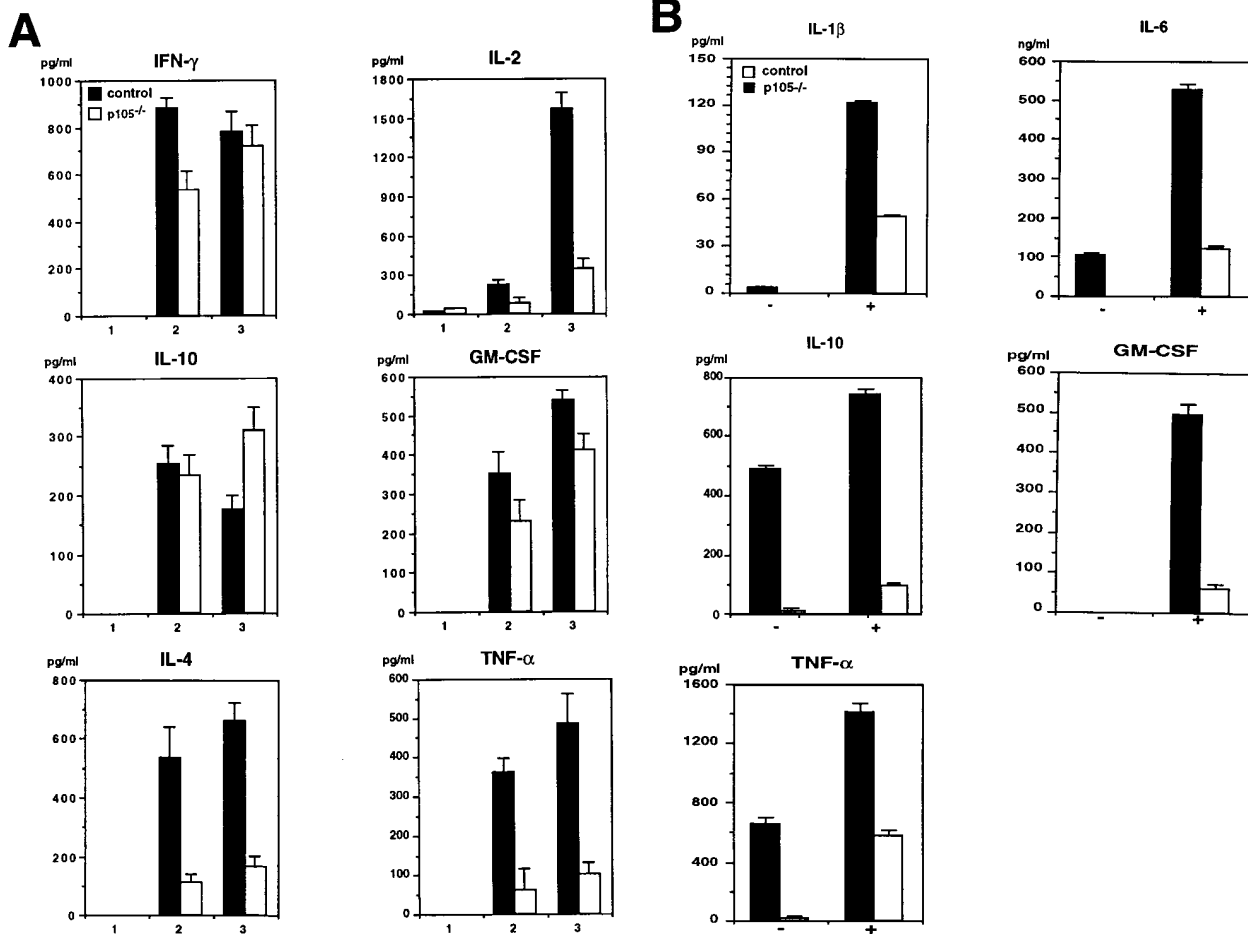 A
IFN-γ
pg/ml
1000
800
600
400
200
0
control
p105-/-
1 2 3
IL-2
pg/ml
1800
1500
1200
900
600
300
0
1 2 3
IL-10
pg/ml
400
300
200
100
0
1 2 3
GM-CSF
pg/ml
600
500
400
300
200
100
0
1 2 3
IL-4
pg/ml
800
600
400
200
0
1 2 3
TNF-α
pg/ml
600
500
400
300
200
100
0
1 2 3
B
IL-1β
pg/ml
150
120
90
60
30
0
control
p105-/-
- +
IL-6
ng/ml
600
500
400
300
200
100
0
- +
IL-10
pg/ml
800
600
400
200
0
- +
GM-CSF
pg/ml
600
500
400
300
200
100
0
- +
TNF-α
pg/ml
1600
1200
800
400
0
- +